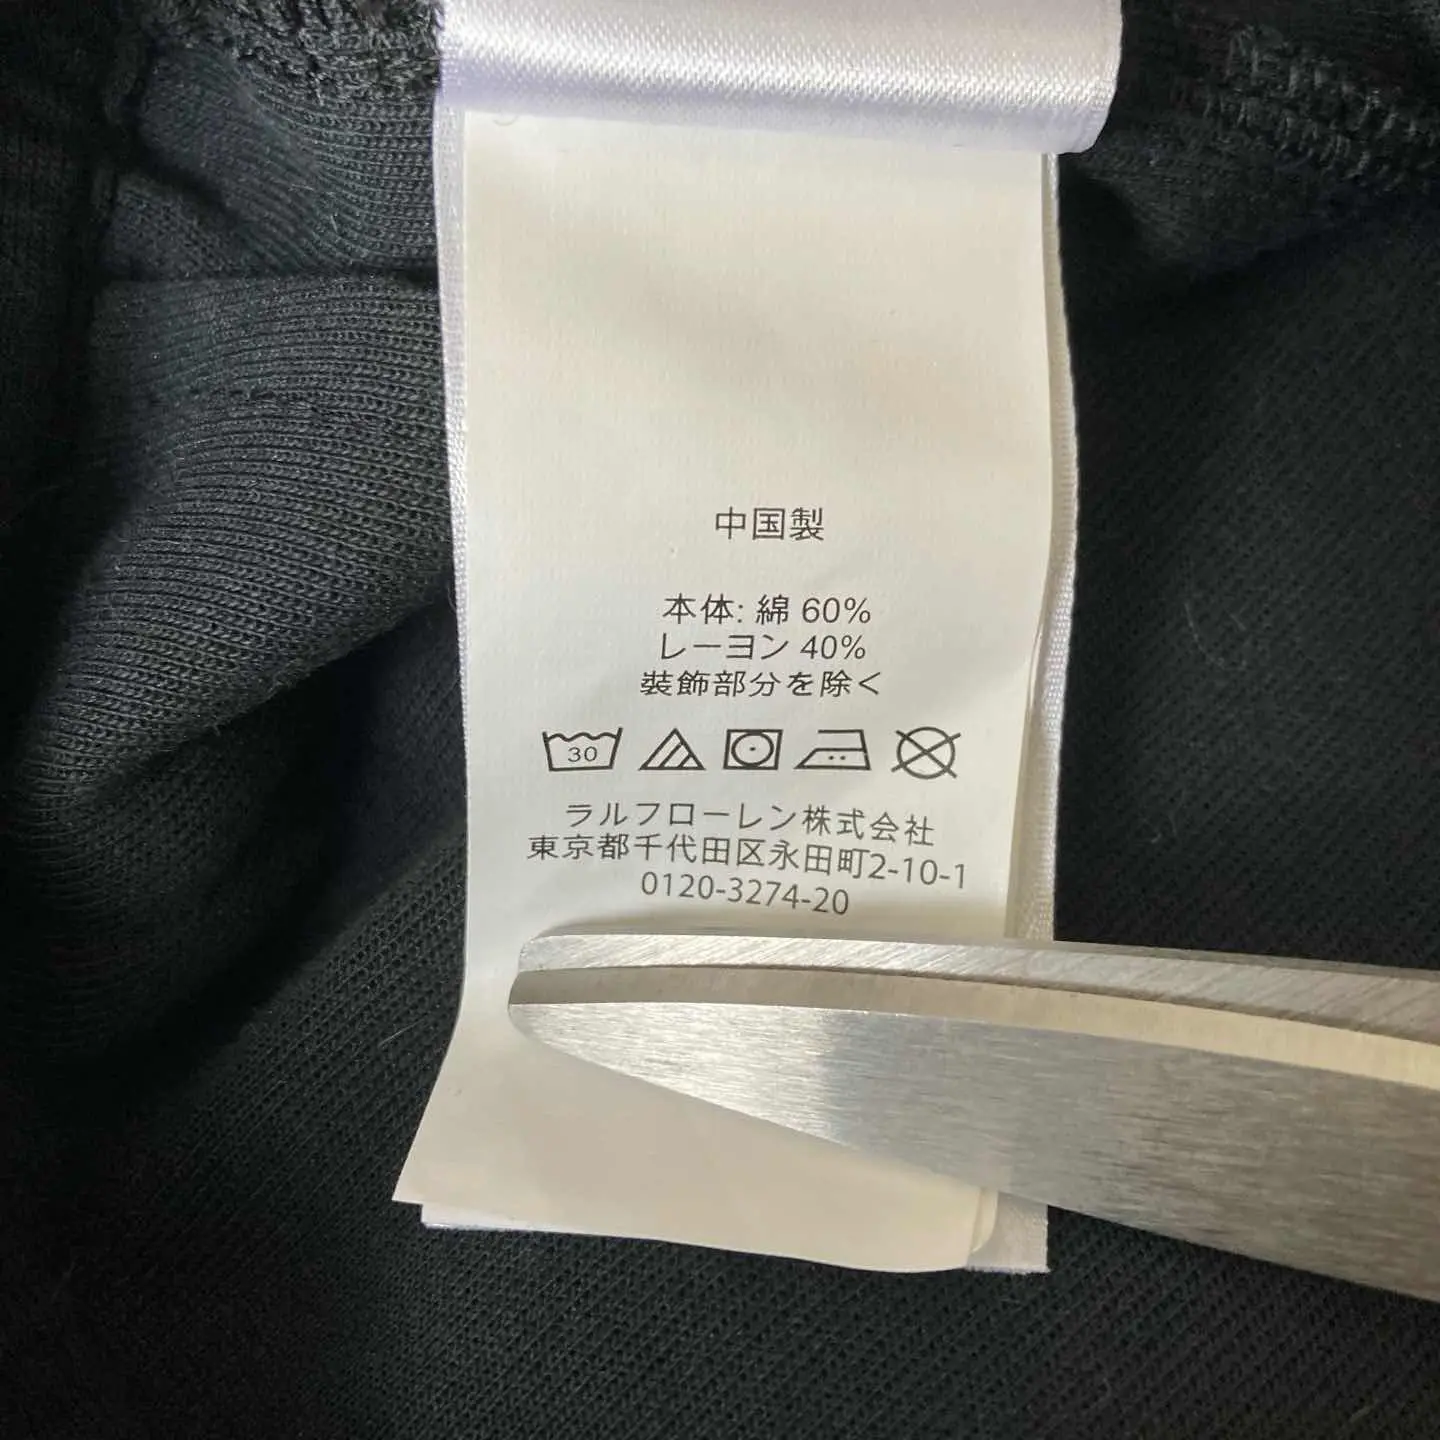 中国製
本体: 綿 60%
レーヨン 40%
装飾部分を除く
30
ラルフローレン株式会社
東京都千代田区永田町2-10-1
0120-3274-20